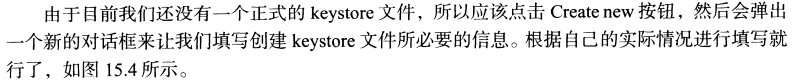 由于目前我们还没有一个正式的 keystore 文件，所以应该点击 Create new 按钮，然后会弹出
一个新的对话框来让我们填写创建 keystore 文件所必要的信息。根据自己的实际情况进行填写就
行了，如图 15.4 所示。